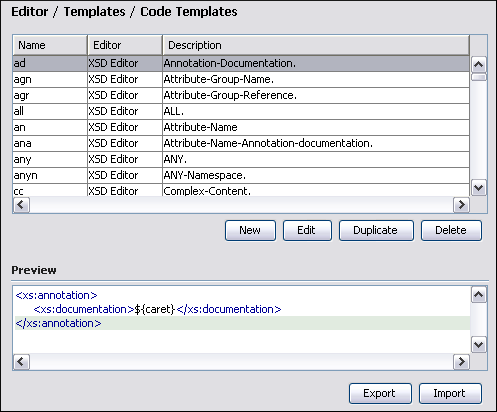 Editor / Templates / Code Templates
Name Editor Description
ad XSD Editor Annotation-Documentation.
agn XSD Editor Attribute-Group-Name.
agr XSD Editor Attribute-Group-Reference.
all XSD Editor ALL.
an XSD Editor Attribute-Name
ana XSD Editor Attribute-Name-Annotation-documentation.
any XSD Editor ANY.
anyn XSD Editor ANY-Namespace.
cc XSD Editor Complex-Content.
New Edit Duplicate Delete
Preview
<xs:annotation>
<xs:documentation>${caret}</xs:documentation>
</xs:annotation>
Export Import